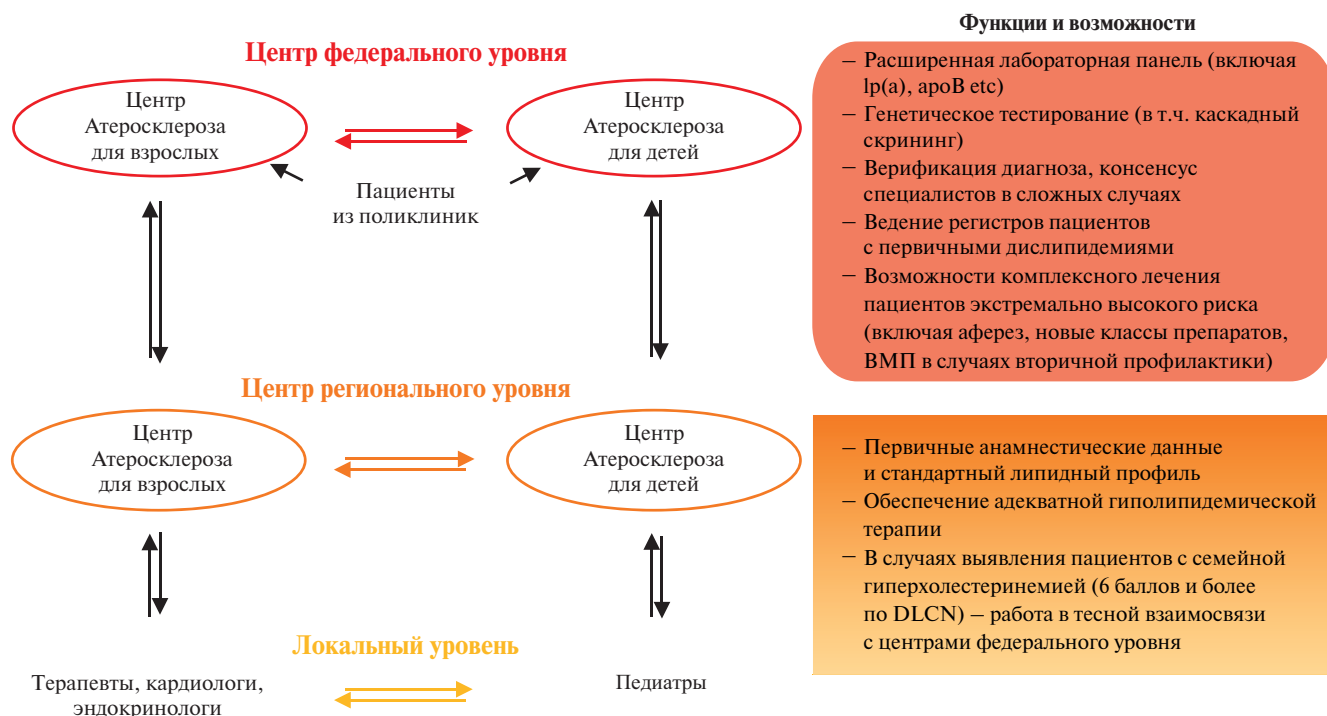 Функции и возможности
Центр федерального уровня
Центр
Атеросклероза
для взрослых
Центр
Атеросклероза
для детей
Пациенты
из поликлиник
– Расширенная лабораторная панель (включая
lp(a), apoB etc)
– Генетическое тестирование (в т.ч. каскадный
скрининг)
– Верификация диагноза, консенсус
специалистов в сложных случаях
– Ведение регистров пациентов
с первичными дислипидемиями
– Возможности комплексного лечения
пациентов экстремально высокого риска
(включая аферез, новые классы препаратов,
ВМП в случаях вторичной профилактики)
Центр регионального уровня
Центр
Атеросклероза
для взрослых
Центр
Атеросклероза
для детей
– Первичные анамнестические данные
и стандартный липидный профиль
– Обеспечение адекватной гиполипидемической
терапии
– В случаях выявления пациентов с семейной
гиперхолестеринемией (6 баллов и более
по DLCN) – работа в тесной взаимосвязи
с центрами федерального уровня
Локальный уровень
Терапевты, кардиологи,
эндокринологи
Педиатры